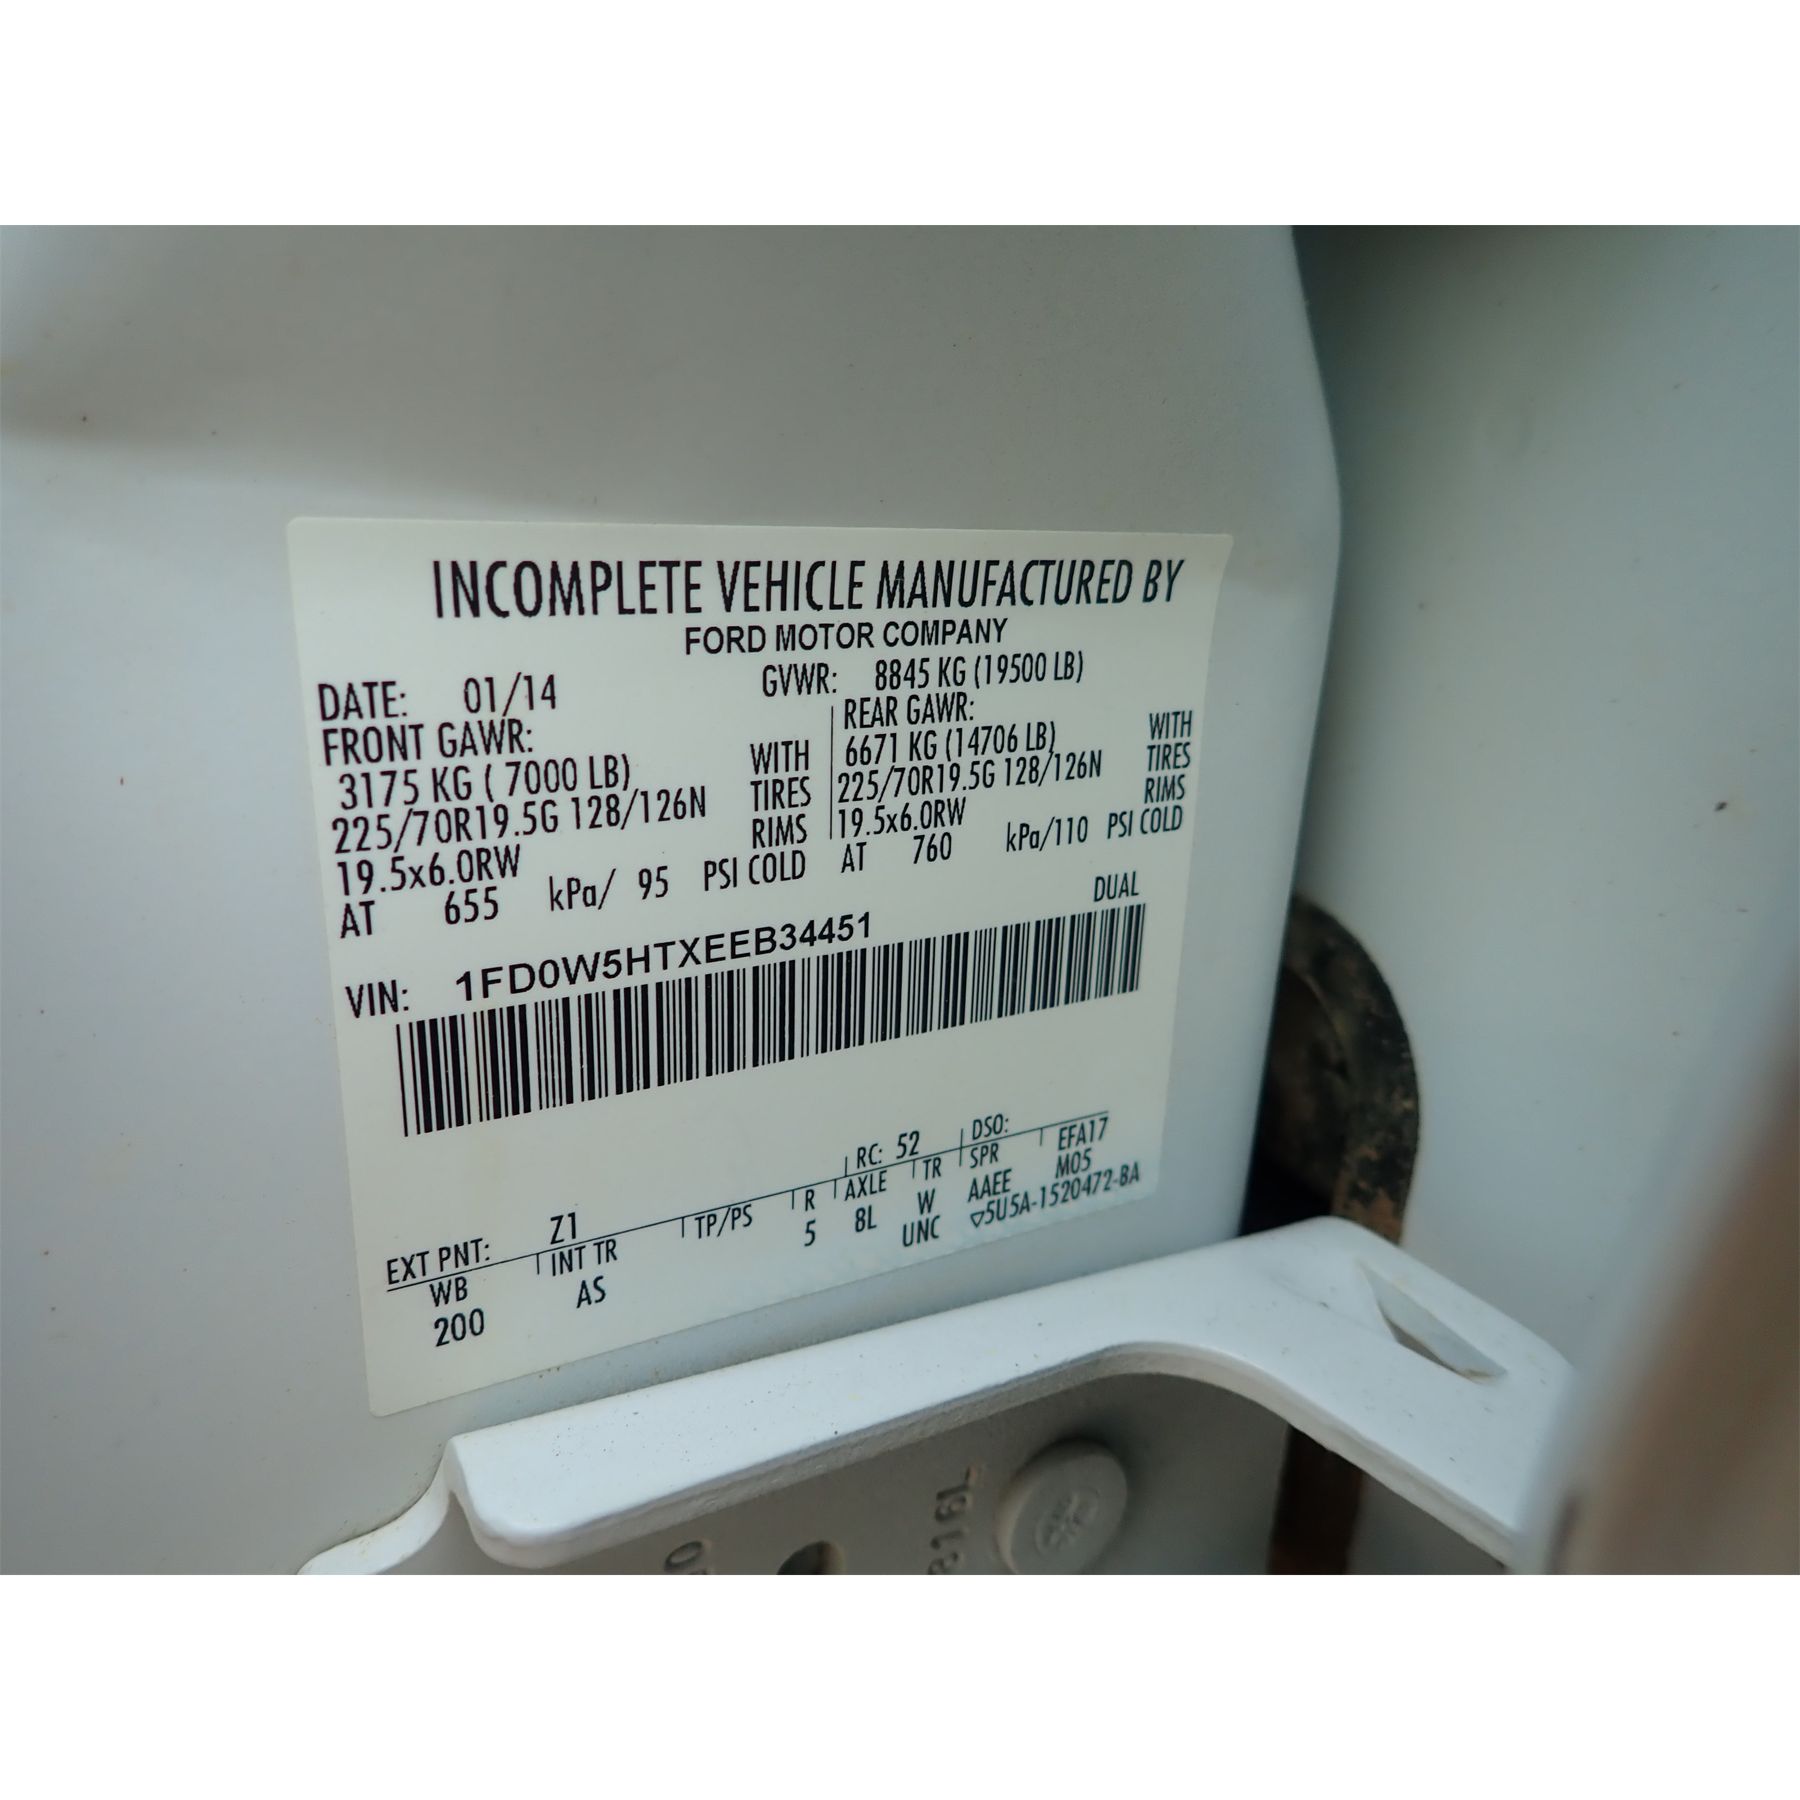 INCOMPLETE VEHICLE MANUFACTURED BY
FORD MOTOR COMPANY
DATE: 01/14 GVWR: 8845 KG (19500 LB)
FRONT GAWR: REAR GAWR:
3175 KG ( 7000 LB) WITH 6671 KG (14706 LB) WITH
225/70R19.5G 128/126N TIRES 225/70R19.5G 128/126N TIRES
19.5x6.0RW RIMS 19.5x6.0RW RIMS
AT 655 kPa/ 95 PSI COLD AT 760 kPa/110 PSI COLD
DUAL
VIN: 1FD0W5HTXEEB34451
EXT PNT: Z1 RC: 52 DSO:
WB INT TR TP/PS R AXLE TR SPR EFA17
200 AS 5 8L W AAEE M05
UNC ▽5U5A-1520472-BA